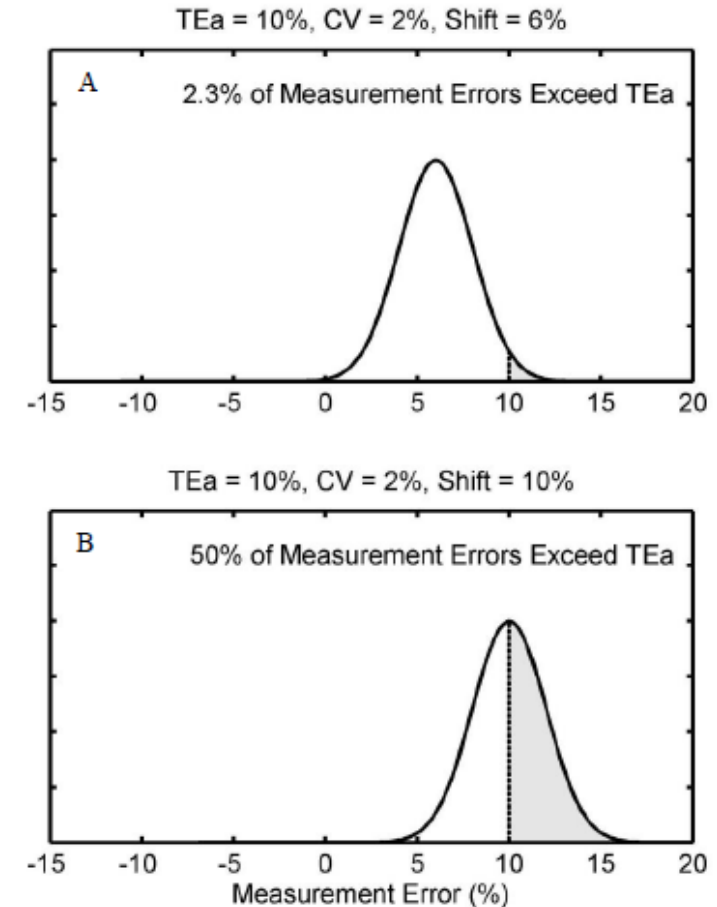 TEa = 10%, CV = 2%, Shift = 6%
A
2.3% of Measurement Errors Exceed TEa
-15 -10 -5 0 5 10 15 20
TEa = 10%, CV = 2%, Shift = 10%
B
50% of Measurement Errors Exceed TEa
-15 -10 -5 0 5 10 15 20
Measurement Error (%)